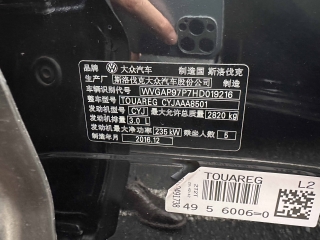 品牌 大众汽车 制造国 斯洛伐克
生产厂 斯洛伐克大众汽车股份公司 制造
车辆识别代号 WVGAP97P7HD019216
整车型号 TOUAREG CYJAAA8501
发动机型号 CYJ 最大允许总质量 2820 kg
发动机排量 3.0 L
发动机最大净功率 235 kW 乘坐人数 5
制造年月 2016.12
TOUAREG L2
49 5 6006=0